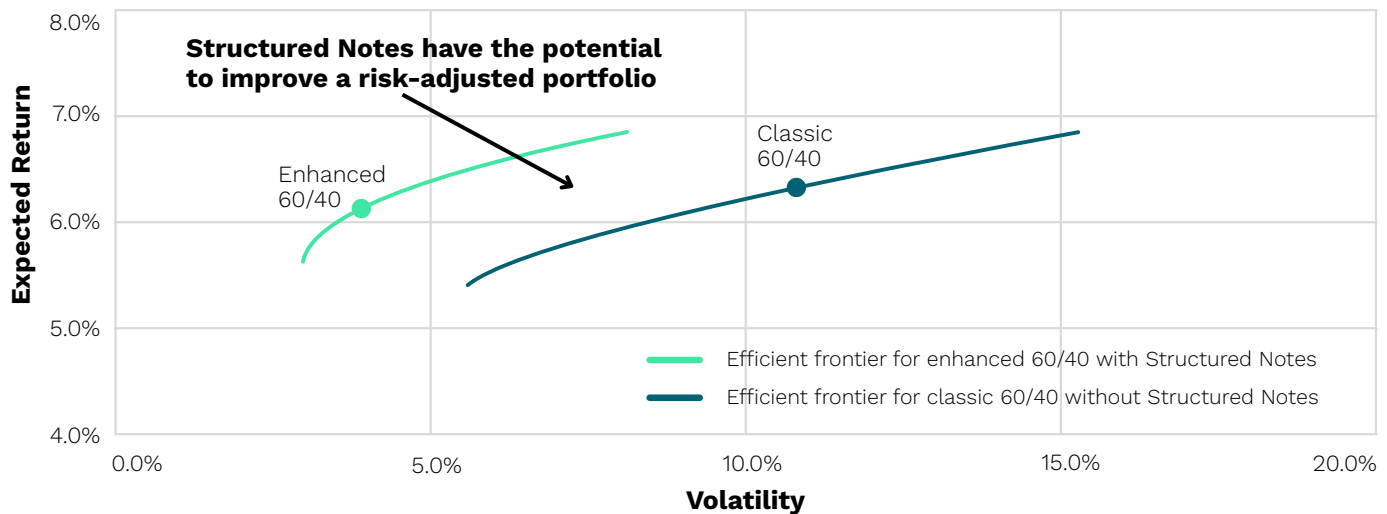 8.0%
Structured Notes have the potential
to improve a risk-adjusted portfolio
7.0%
Classic
60/40
Enhanced
60/40
6.0%
Expected Return
5.0%
Efficient frontier for enhanced 60/40 with Structured Notes
Efficient frontier for classic 60/40 without Structured Notes
4.0%
0.0%
5.0%
10.0%
15.0%
20.0%
Volatility